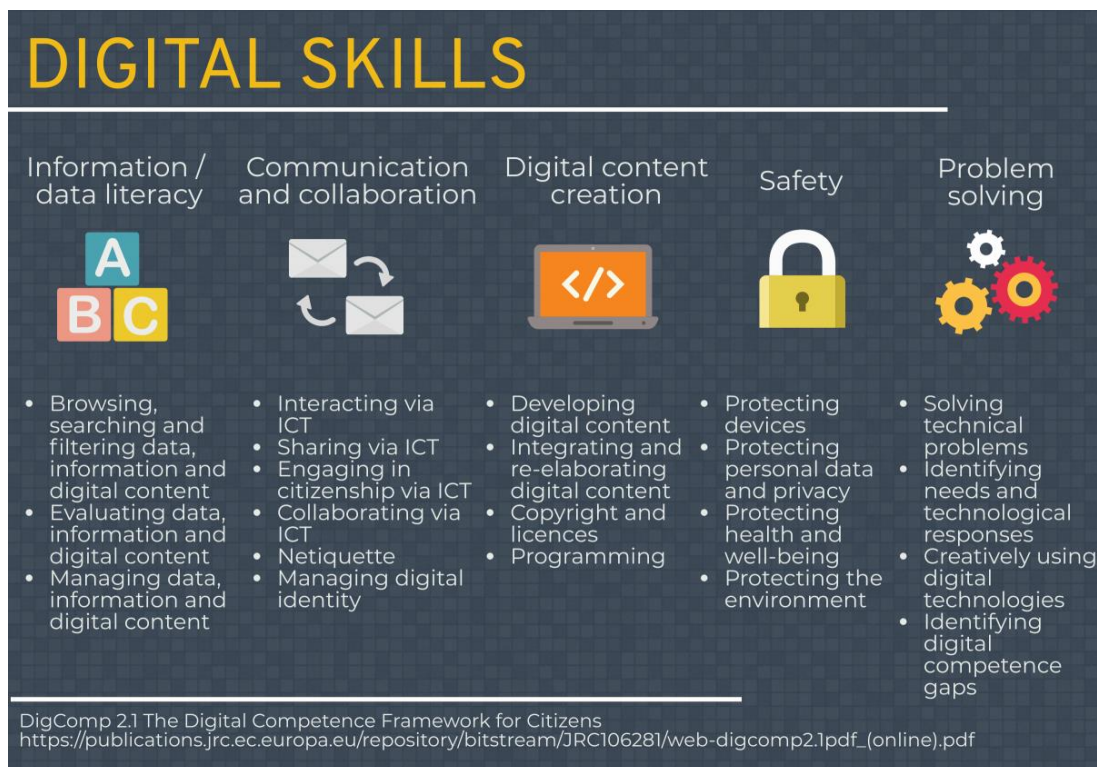 DIGITAL SKILLS
Information /
data literacy
A
B C
• Browsing,
searching and
filtering data,
information and
digital content
• Evaluating data,
information and
digital content
• Managing data,
information and
digital content
Communication
and collaboration
• Interacting via
ICT
• Sharing via ICT
• Engaging in
citizenship via ICT
• Collaborating via
ICT
• Netiquette
• Managing digital
identity
Digital content
creation
</>
• Developing
digital content
• Integrating and
re-elaborating
digital content
• Copyright and
licences
• Programming
Safety
• Protecting
devices
• Protecting
personal data
and privacy
• Protecting
health and
well-being
• Protecting the
environment
Problem
solving
• Solving
technical
problems
• Identifying
needs and
technological
responses
• Creatively using
digital
technologies
• Identifying
digital
competence
gaps
DigComp 2.1 The Digital Competence Framework for Citizens
https://publications.jrc.ec.europa.eu/repository/bitstream/JRC106281/web-digcomp2.1pdf_(online).pdf